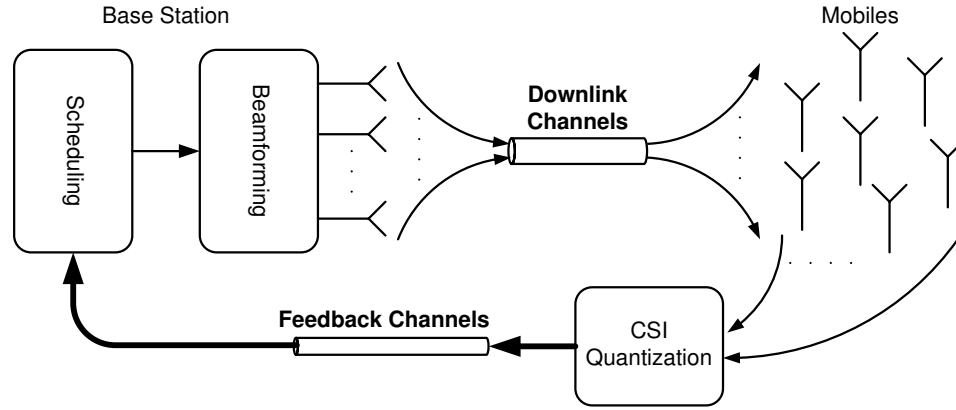 Base Station
Mobiles
Scheduling
Beamforming
Downlink
Channels
Feedback Channels
CSI
Quantization